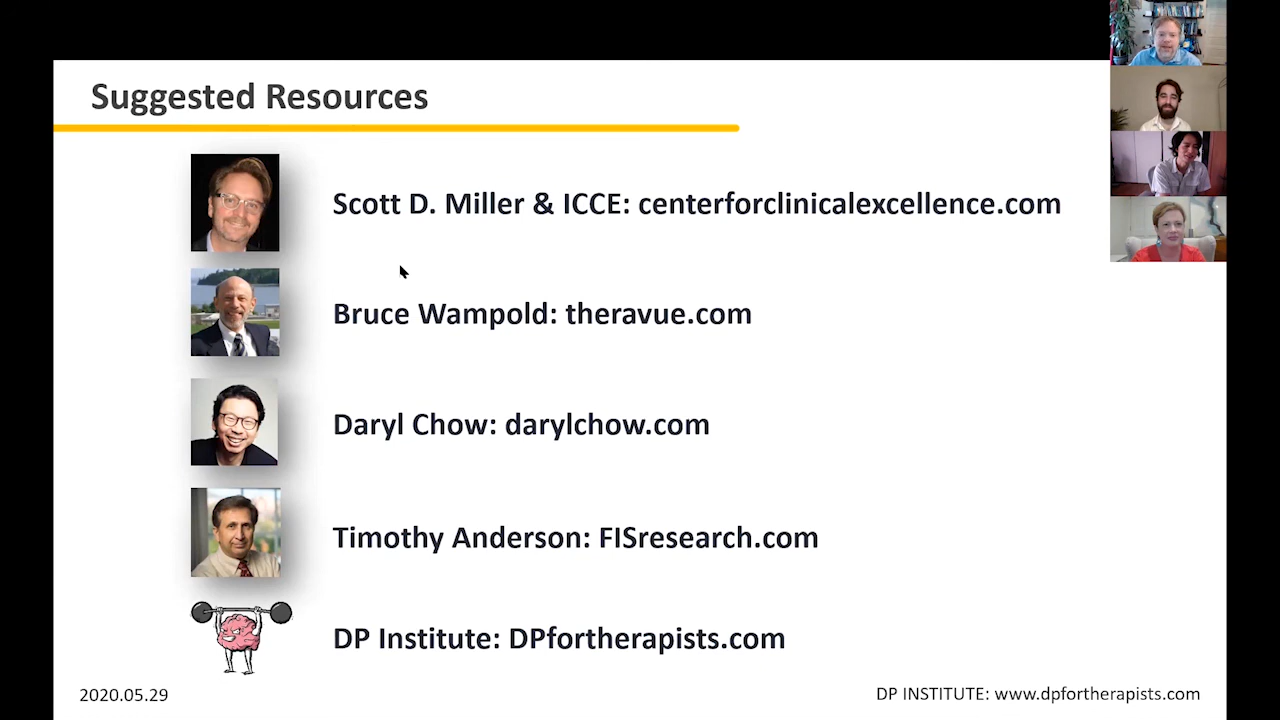 Suggested Resources
Scott D. Miller & ICCE: centerforclinicalexcellence.com
Bruce Wampold: theravue.com
Daryl Chow: darylchow.com
Timothy Anderson: FISresearch.com
DP Institute: DPfortherapists.com
2020.05.29
DP INSTITUTE: www.dpfortherapists.com